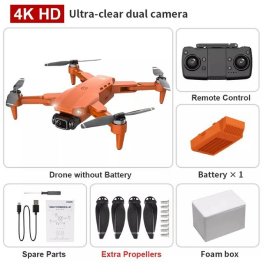 4K HD Ultra-clear dual camera
Remote Control
Drone without Battery
Battery × 1
Spare Parts
Extra Propellers
Foam box